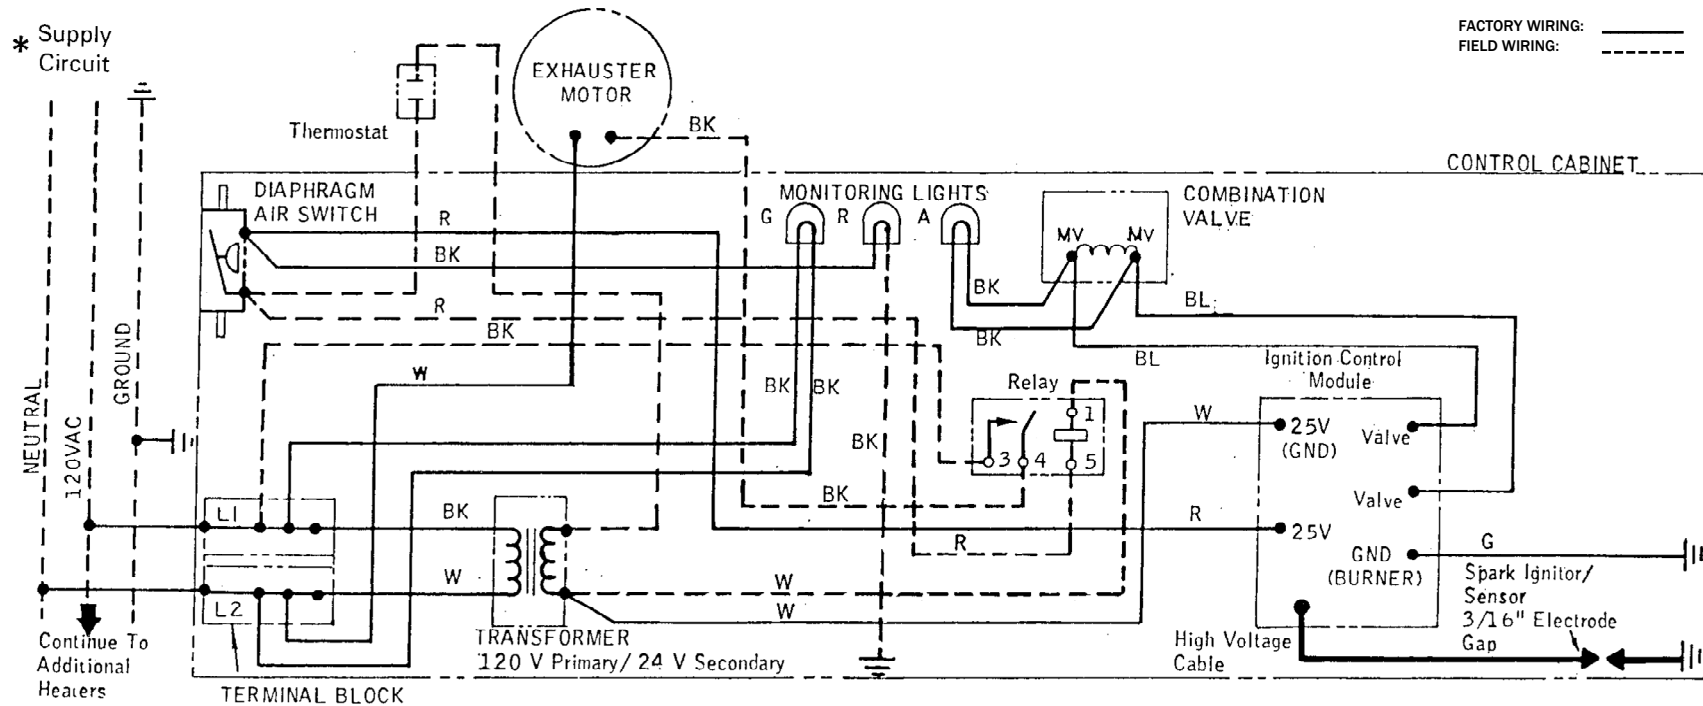 * Supply
Circuit
FACTORY WIRING:
FIELD WIRING:
EXHAUSTER
MOTOR
Thermostat
BK
CONTROL CABINET
DIAPHRAGM
AIR SWITCH
MONITORING LIGHTS
G
R
A
COMBINATION
VALVE
R
BK
MV
MV
BK
BL
R
BK
BK
BL
GROUND
NEUTRAL
120VAC
W
BK
BK
Relay
Ignition Control
Module
1
W
25V
(GND)
Valve
BK
3
4
5
BK
Valve
L1
BK
R
25V
R
GND
(BURNER)
G
L2
W
W
W
Spark Ignitor/
Sensor
3/16" Electrode
Gap
High Voltage
Cable
TRANSFORMER
120 V Primary/ 24 V Secondary
Continue To
Additional
Heaters
TERMINAL BLOCK